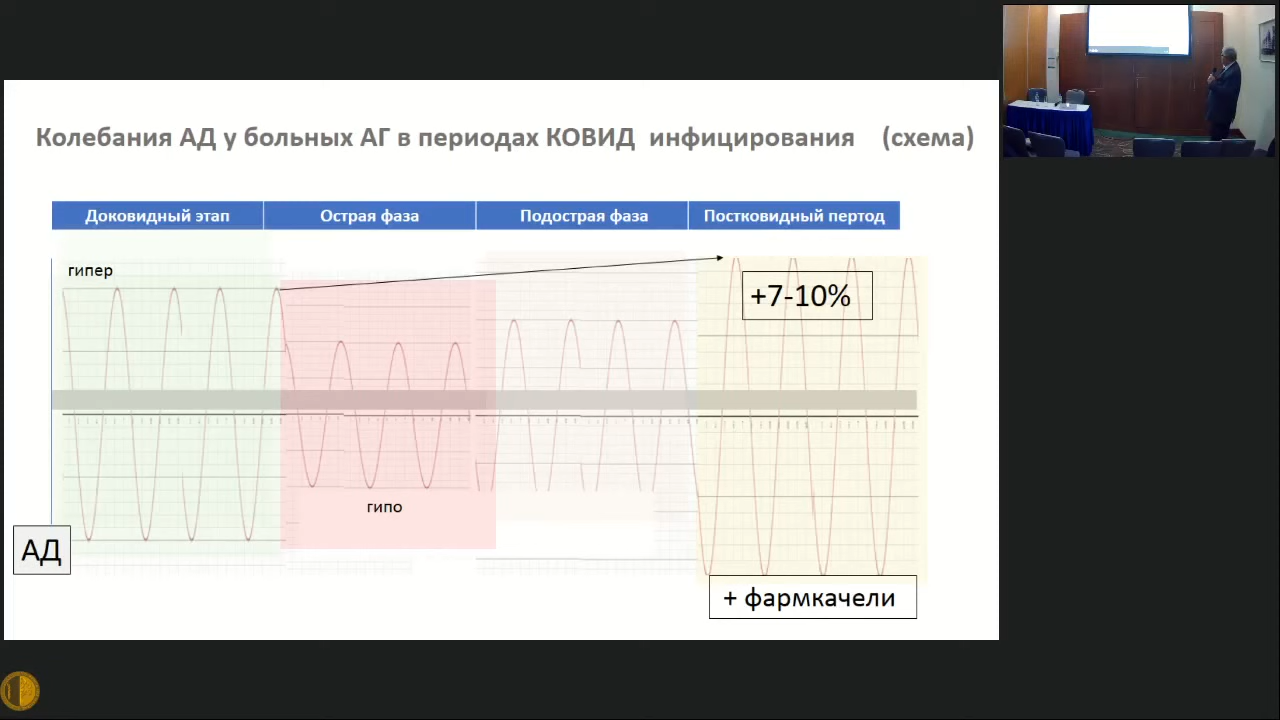 Колебания АД у больных АГ в периодах КОВИД инфицирования (схема)
Доковидный этап
Острая фаза
Подострая фаза
Постковидный пертод
гипер
+7-10%
гипо
АД
+ фармкачели